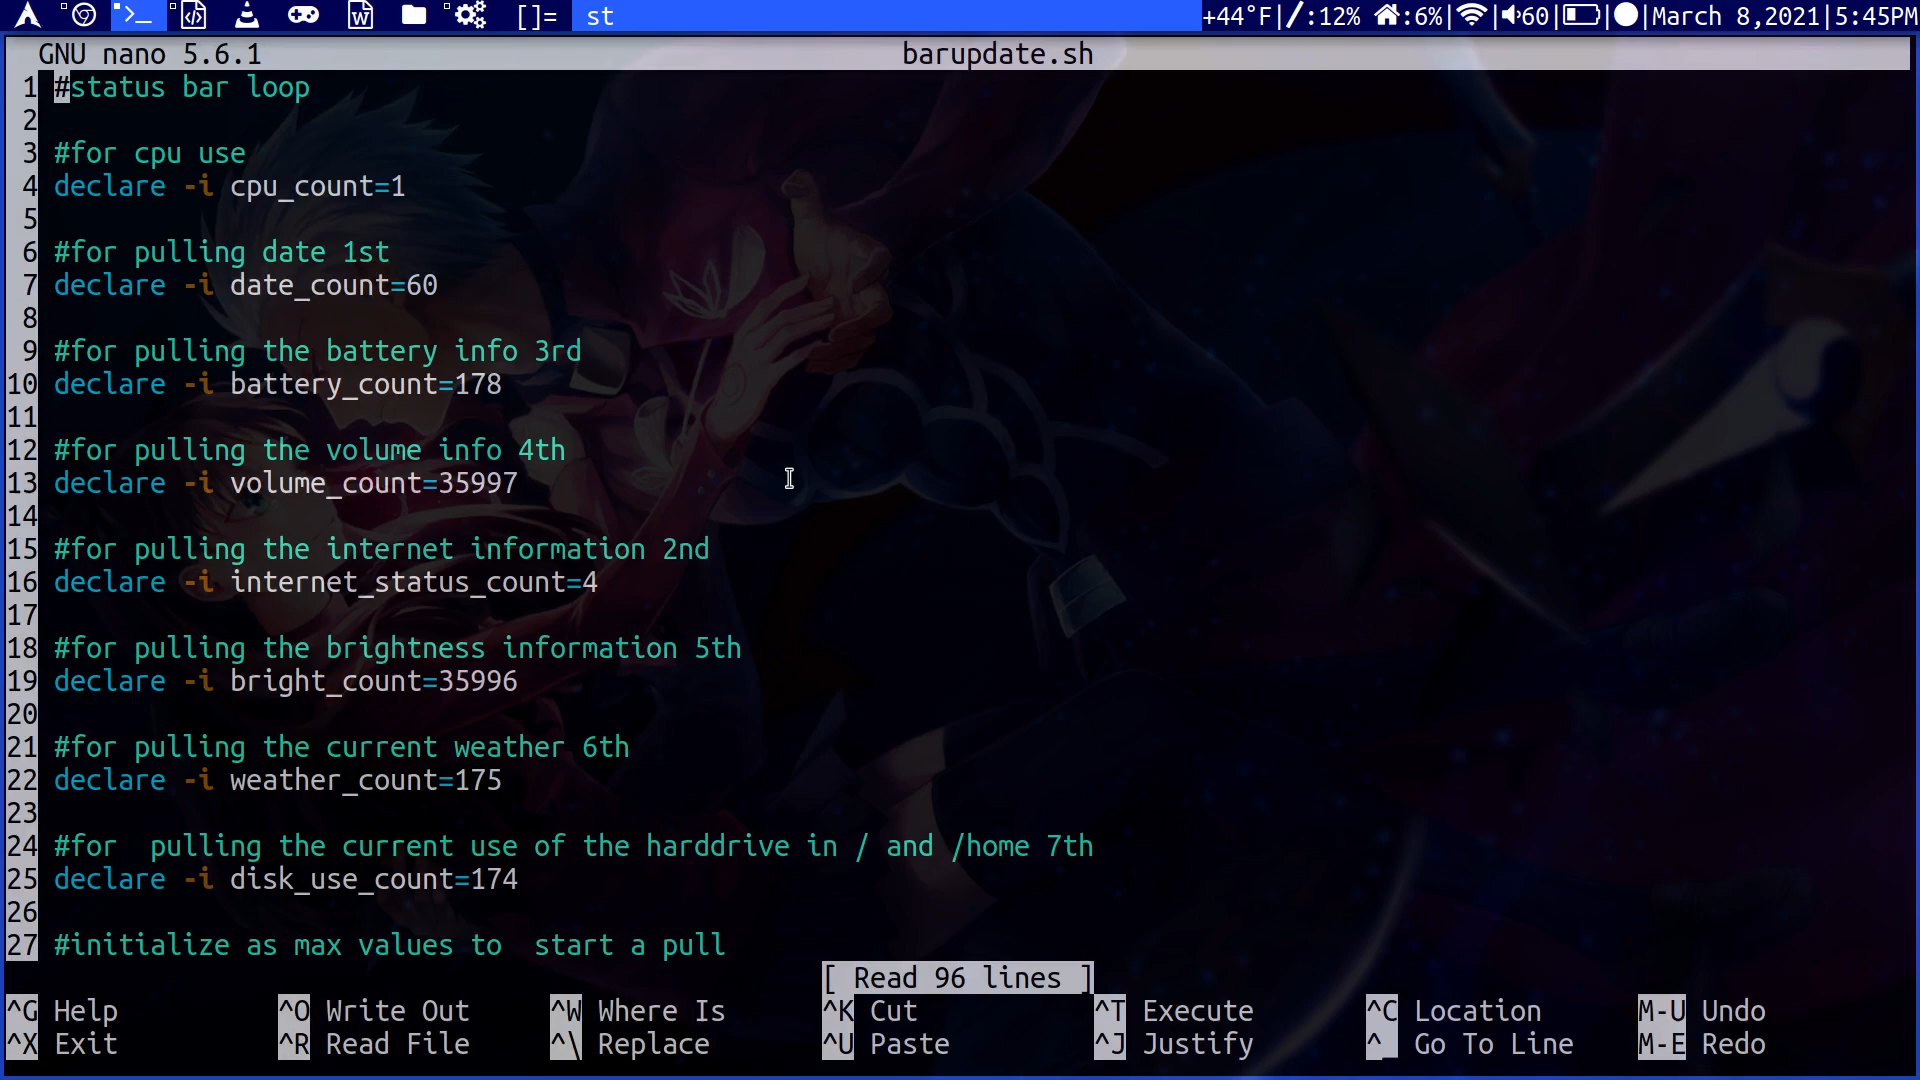 []= st +44°F|/:12% :6%| | 60| | |March 8,2021|5:45PM
GNU nano 5.6.1 barupdate.sh
1 #status bar loop
2
3 #for cpu use
4 declare -i cpu_count=1
5
6 #for pulling date 1st
7 declare -i date_count=60
8
9 #for pulling the battery info 3rd
10 declare -i battery_count=178
11
12 #for pulling the volume info 4th
13 declare -i volume_count=35997
14
15 #for pulling the internet information 2nd
16 declare -i internet_status_count=4
17
18 #for pulling the brightness information 5th
19 declare -i bright_count=35996
20
21 #for pulling the current weather 6th
22 declare -i weather_count=175
23
24 #for  pulling the current use of the harddrive in / and /home 7th
25 declare -i disk_use_count=174
26
27 #initialize as max values to  start a pull
[ Read 96 lines ]
^G Help ^O Write Out ^W Where Is ^K Cut ^T Execute ^C Location M-U Undo
^X Exit ^R Read File ^\ Replace ^U Paste ^J Justify ^_ Go To Line M-E Redo